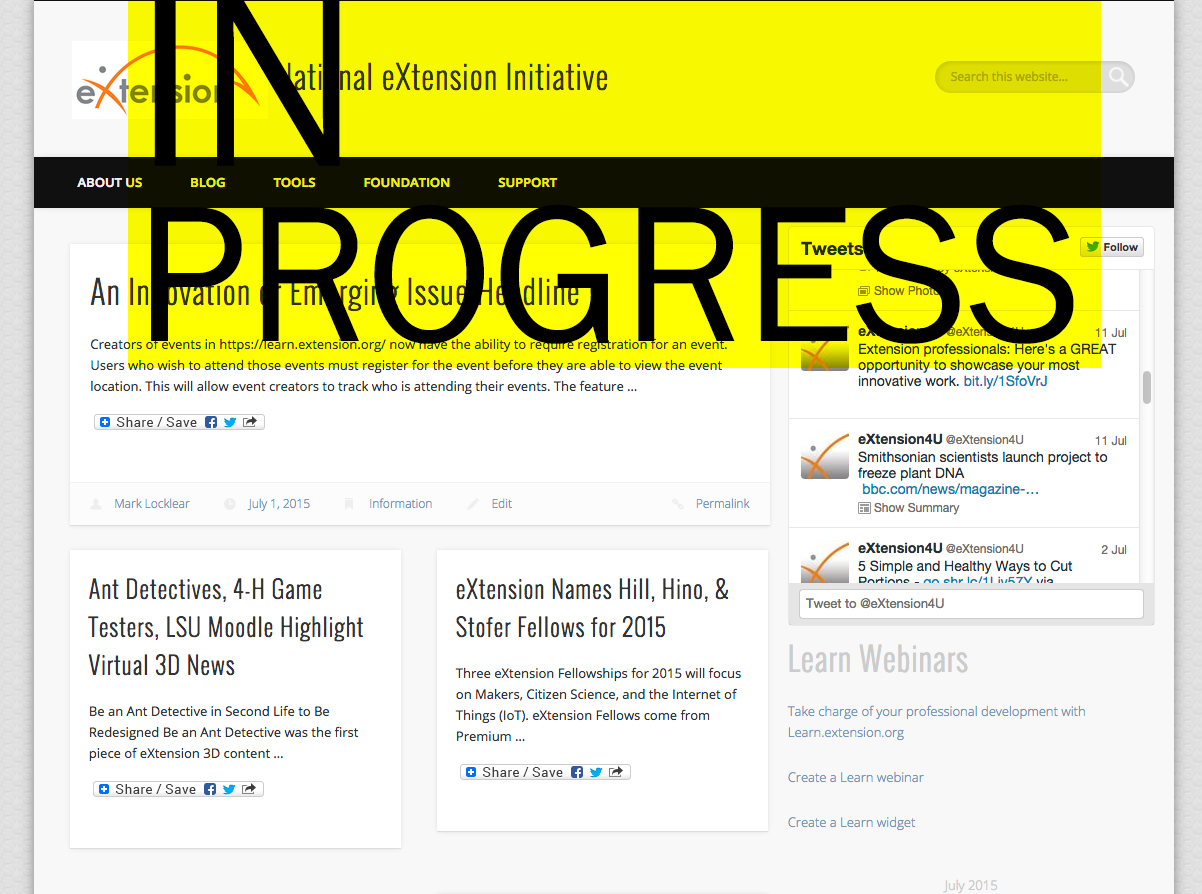 IN
eXtension
National eXtension Initiative
Search this website...
ABOUT US BLOG TOOLS FOUNDATION SUPPORT
PROGRESS
An Innovation or Emerging Issue Headline
Creators of events in https://learn.extension.org/ now have the ability to require registration for an event.
Users who wish to attend those events must register for the event before they are able to view the event
location. This will allow event creators to track who is attending their events. The feature ...
Share / Save
Mark Locklear July 1, 2015 Information Edit Permalink
Ant Detectives, 4-H Game
Testers, LSU Moodle Highlight
Virtual 3D News
Be an Ant Detective in Second Life to Be
Redesigned Be an Ant Detective was the first
piece of eXtension 3D content ...
Share / Save
eXtension Names Hill, Hino, &
Stofer Fellows for 2015
Three eXtension Fellowships for 2015 will focus
on Makers, Citizen Science, and the Internet of
Things (IoT). eXtension Fellows come from
Premium ...
Share / Save
Tweets Follow
Show Photo
eXtension4U @eXtension4U 11 Jul
Extension professionals: Here's a GREAT
opportunity to showcase your most
innovative work. bit.ly/1SfoVrJ
eXtension4U @eXtension4U 11 Jul
Smithsonian scientists launch project to
freeze plant DNA
bbc.com/news/magazine-...
Show Summary
eXtension4U @eXtension4U 2 Jul
5 Simple and Healthy Ways to Cut
Portions - via
Tweet to @eXtension4U
Learn Webinars
Take charge of your professional development with
Learn.extension.org
Create a Learn webinar
Create a Learn widget
July 2015